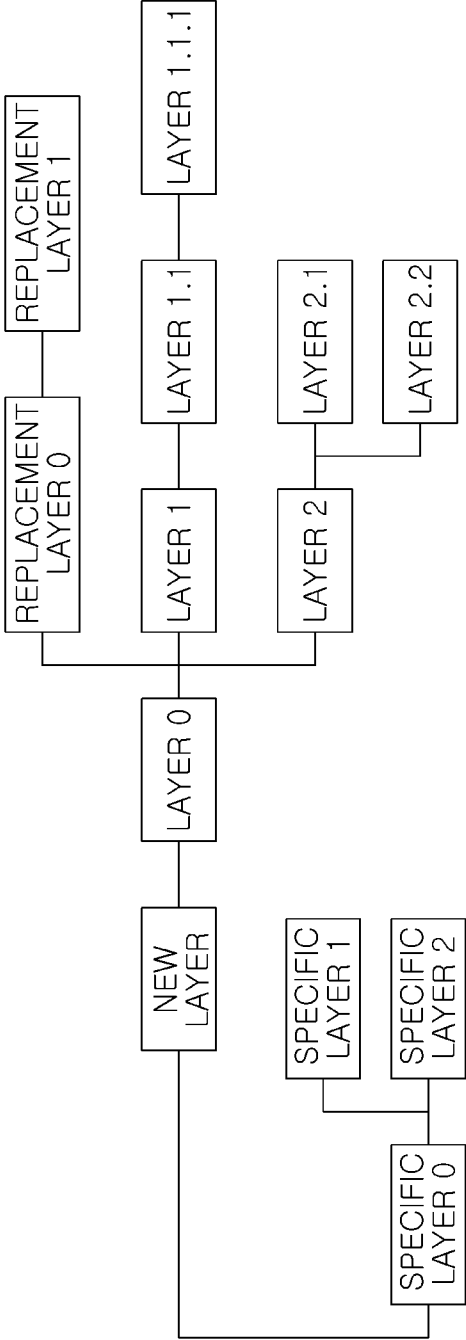 REPLACEMENT
LAYER 0
REPLACEMENT
LAYER 1
NEW
LAYER
LAYER 0
LAYER 1
LAYER 1.1
LAYER 1.1.1
LAYER 2
LAYER 2.1
LAYER 2.2
SPECIFIC
LAYER 0
SPECIFIC
LAYER 1
SPECIFIC
LAYER 2